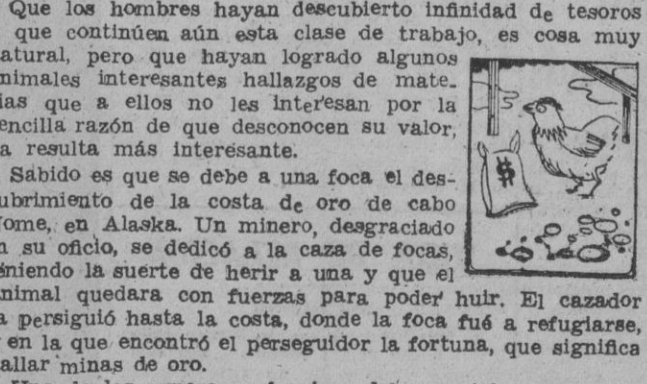 Que los hombres hayan descubierto infinidad de tesoros
que continúen aún esta clase de trabajo, es cosa muy
atural, pero que hayan logrado algunos
nimales interesantes hallazgos de mate-
ias que a ellos no les interesan por la
encilla razón de que desconocen su valor,
a resulta más interesante.
Sabido es que se debe a una foca el des-
ubrimiento de la costa de oro de cabo
Nome, en Alaska. Un minero, desgraciado
n su oficio, se dedicó a la caza de focas,
eniendo la suerte de herir a una y que el
nimal quedara con fuerzas para poder huir. El cazador
a persiguió hasta la costa, donde la foca fué a refugiarse,
en la que encontró el perseguidor la fortuna, que significa
allar minas de oro.
$